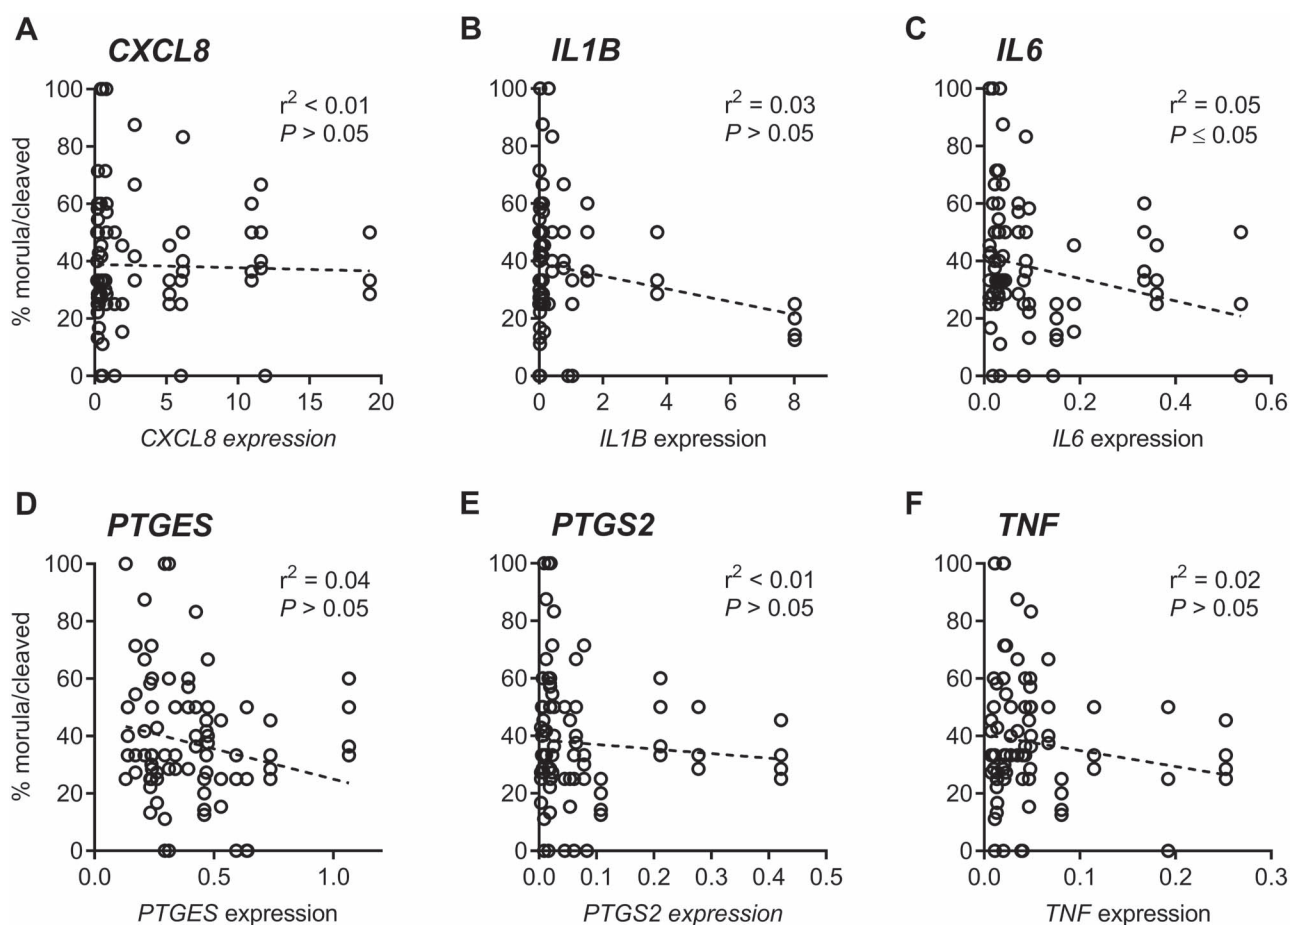 A CXCL8
r² < 0.01
P > 0.05
% morula/cleaved
100
80
60
40
20
0
0 5 10 15 20
CXCL8 expression
B IL1B
r² = 0.03
P > 0.05
100
80
60
40
20
0
0 2 4 6 8
IL1B expression
C IL6
r² = 0.05
P ≤ 0.05
100
80
60
40
20
0
0.0 0.2 0.4 0.6
IL6 expression
D PTGES
r² = 0.04
P > 0.05
% morula/cleaved
100
80
60
40
20
0
0.0 0.5 1.0
PTGES expression
E PTGS2
r² < 0.01
P > 0.05
100
80
60
40
20
0
0.0 0.1 0.2 0.3 0.4 0.5
PTGS2 expression
F TNF
r² = 0.02
P > 0.05
100
80
60
40
20
0
0.0 0.1 0.2 0.3
TNF expression